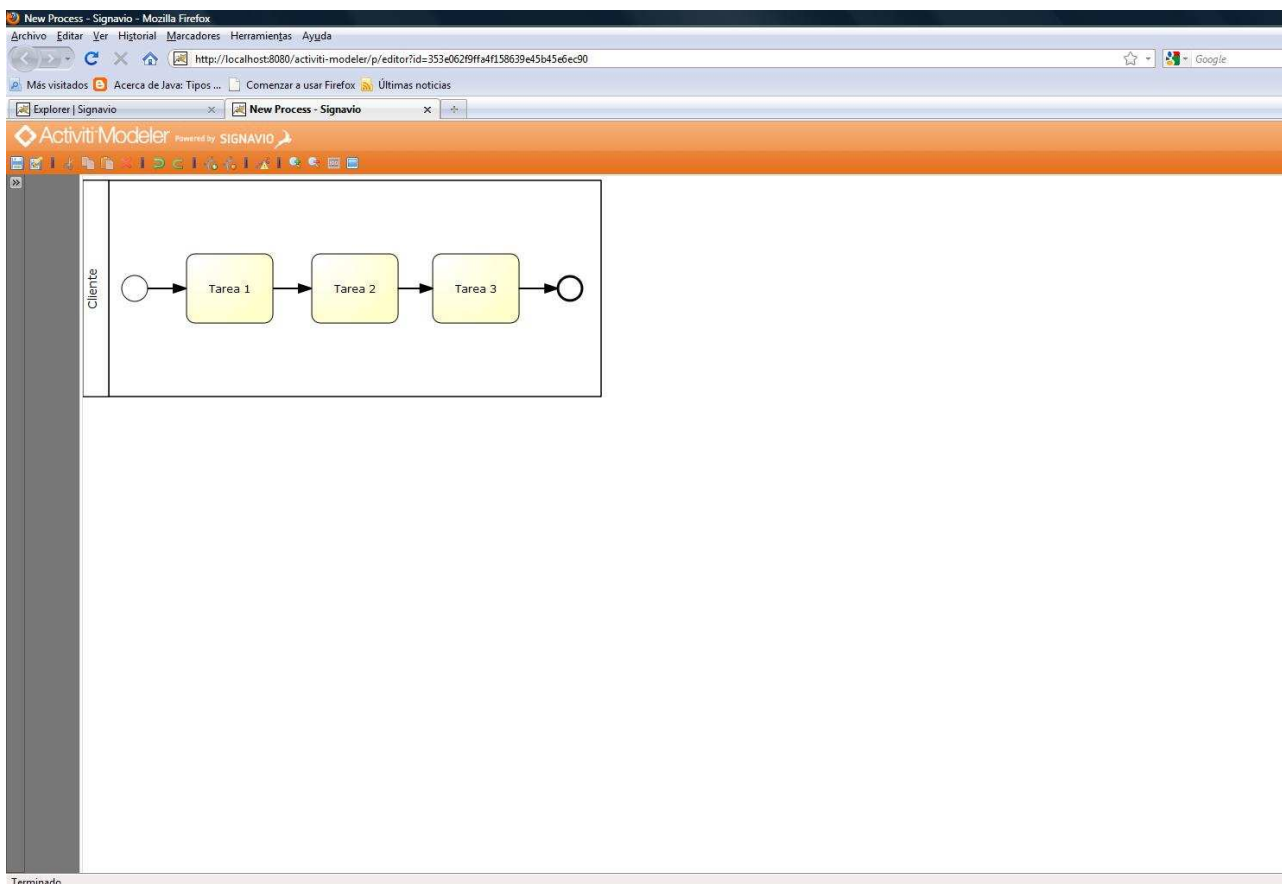 New Process - Signavio - Mozilla Firefox
Archivo Editar Ver Historial Marcadores Herramientas Ayuda
http://localhost:8080/activiti-modeler/p/editor?id=353e062f9ffa4f158639e45b45e6ec90 Google
Más visitados Acerca de Java: Tipos ... Comenzar a usar Firefox Últimas noticias
Explorer | Signavio New Process - Signavio
Activiti Modeler Powered by SIGNAVIO
Cliente
Tarea 1 Tarea 2 Tarea 3
Terminado